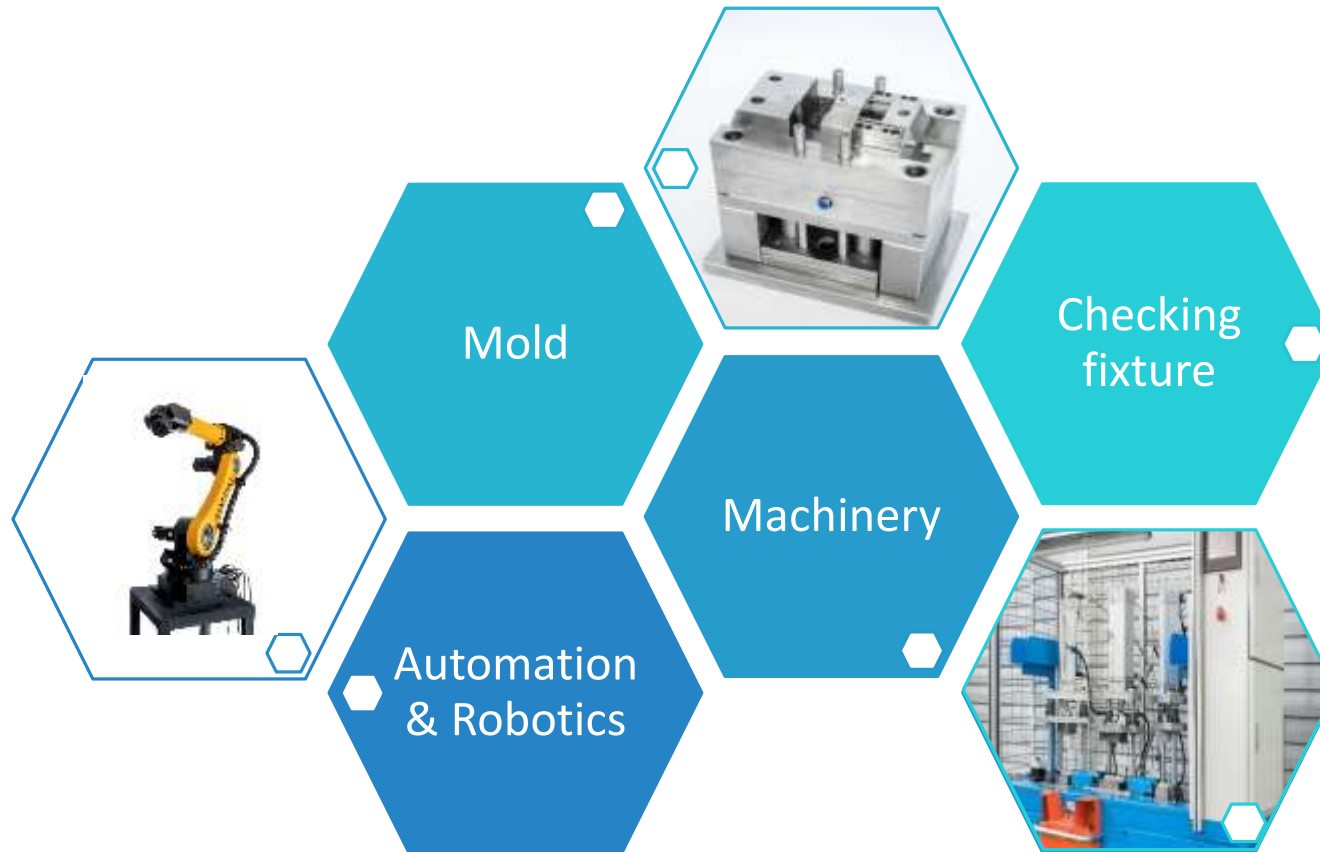 Mold
Checking
fixture
Machinery
Automation
& Robotics